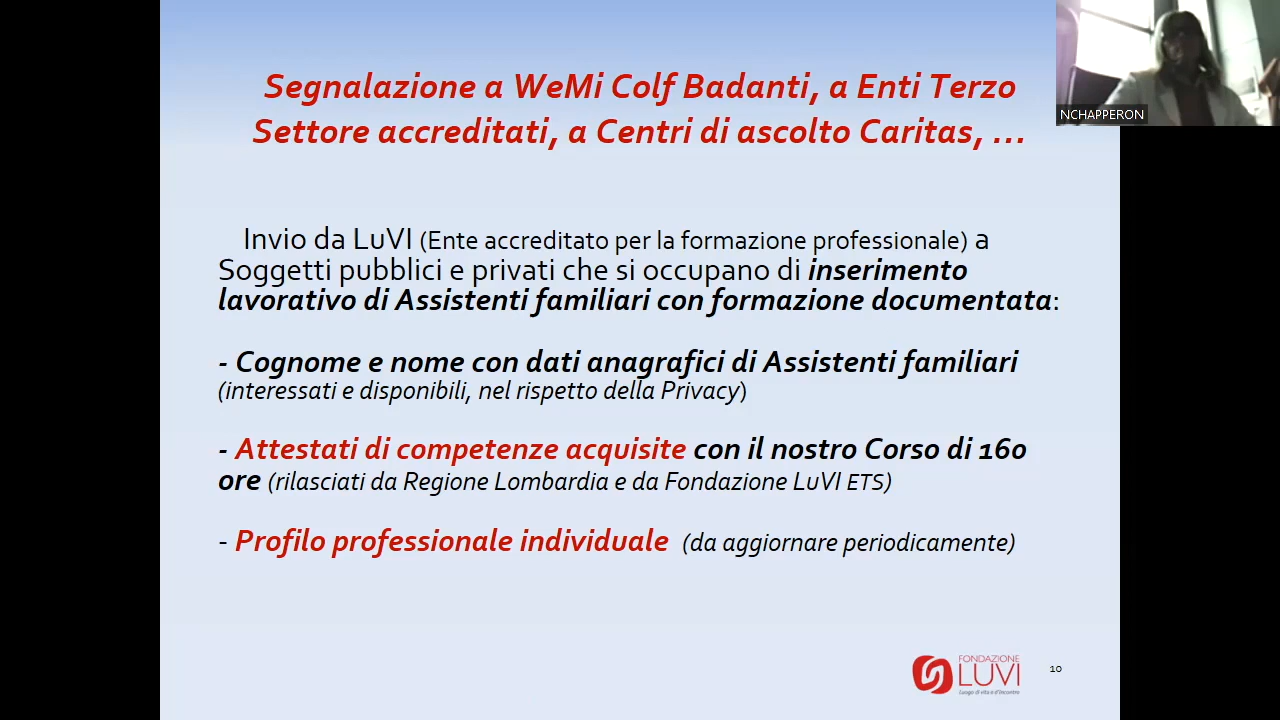 Segnalazione a WeMi Colf Badanti, a Enti Terzo
Settore accreditati, a Centri di ascolto Caritas, ...
NCHAPPERON
Invio da LuVI (Ente accreditato per la formazione professionale) a
Soggetti pubblici e privati che si occupano di inserimento
lavorativo di Assistenti familiari con formazione documentata:
- Cognome e nome con dati anagrafici di Assistenti familiari
(interessati e disponibili, nel rispetto della Privacy)
- Attestati di competenze acquisite con il nostro Corso di 160
ore (rilasciati da Regione Lombardia e da Fondazione LuVI ETS)
- Profilo professionale individuale (da aggiornare periodicamente)
FONDAZIONE
LUVI
Luogo di vita e d'incontro
10